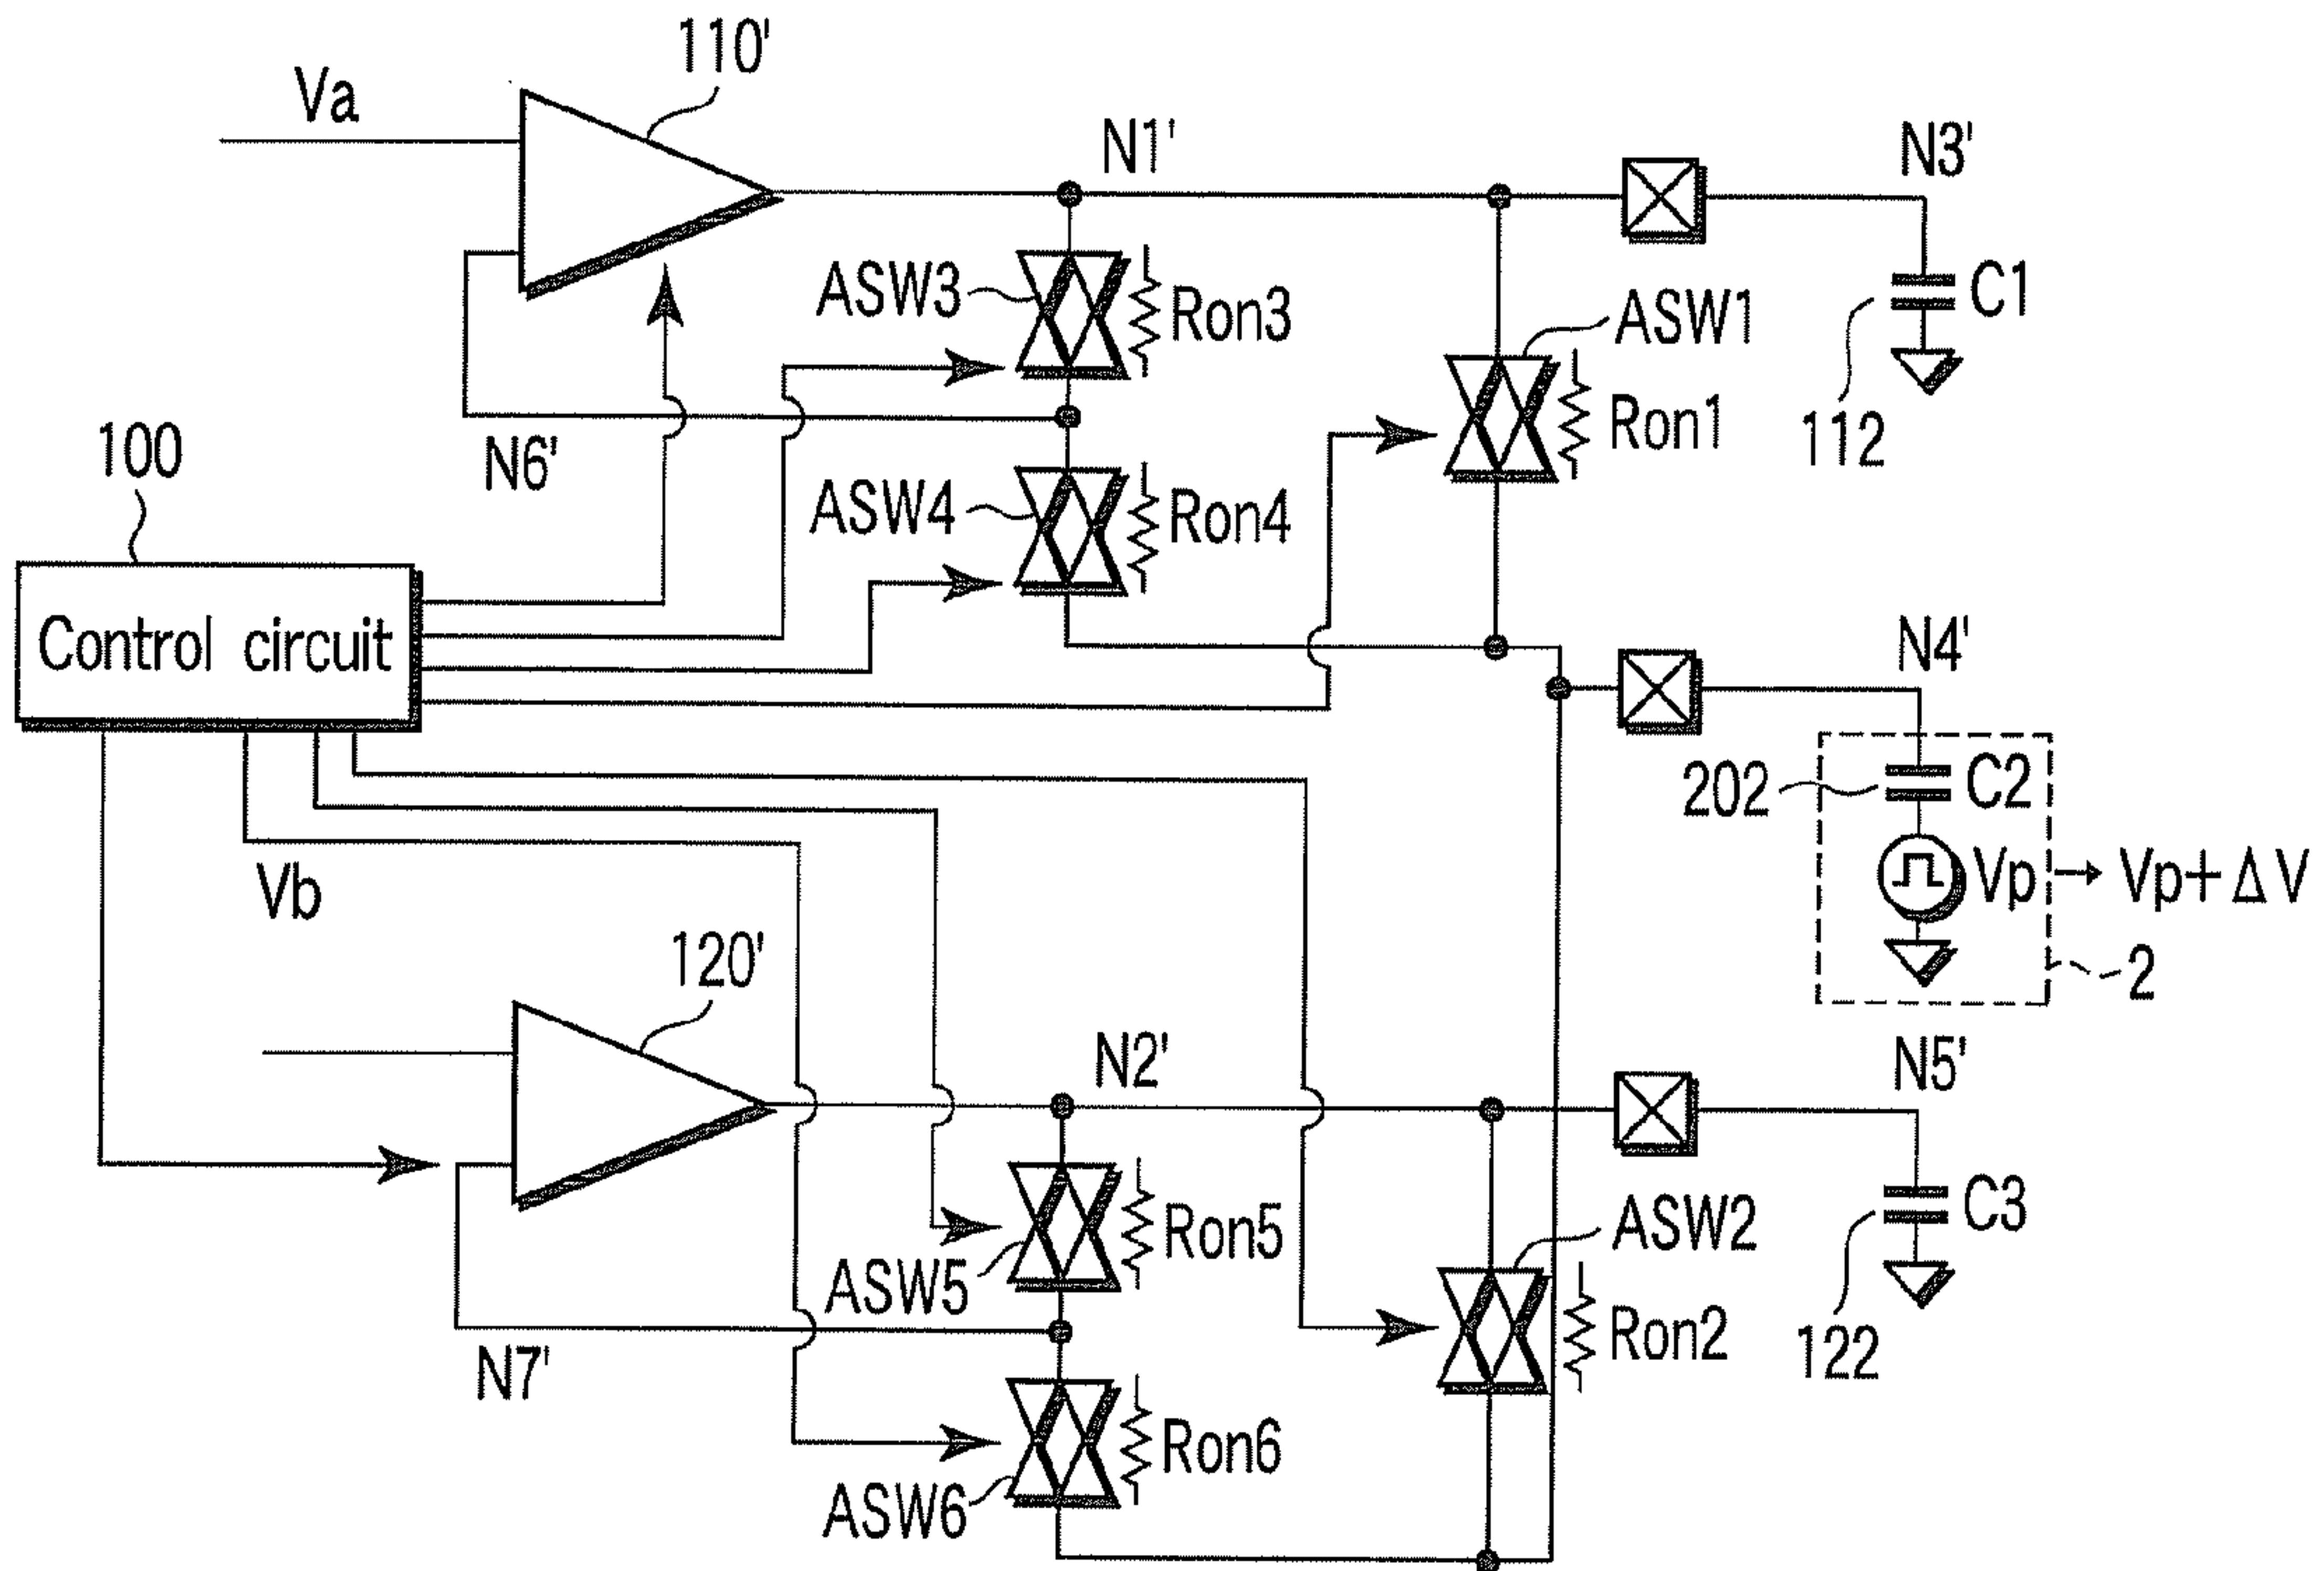 110'
Va
N1'
N3'
ASW3
Ron3
ASW1
C1
Ron1
112
100
N6'
ASW4
Ron4
Control circuit
N4'
202
C2
Vb
Vp → Vp+ΔV
120'
2
N2'
N5'
ASW2
C3
Ron5
ASW5
Ron2
122
N7'
Ron6
ASW6